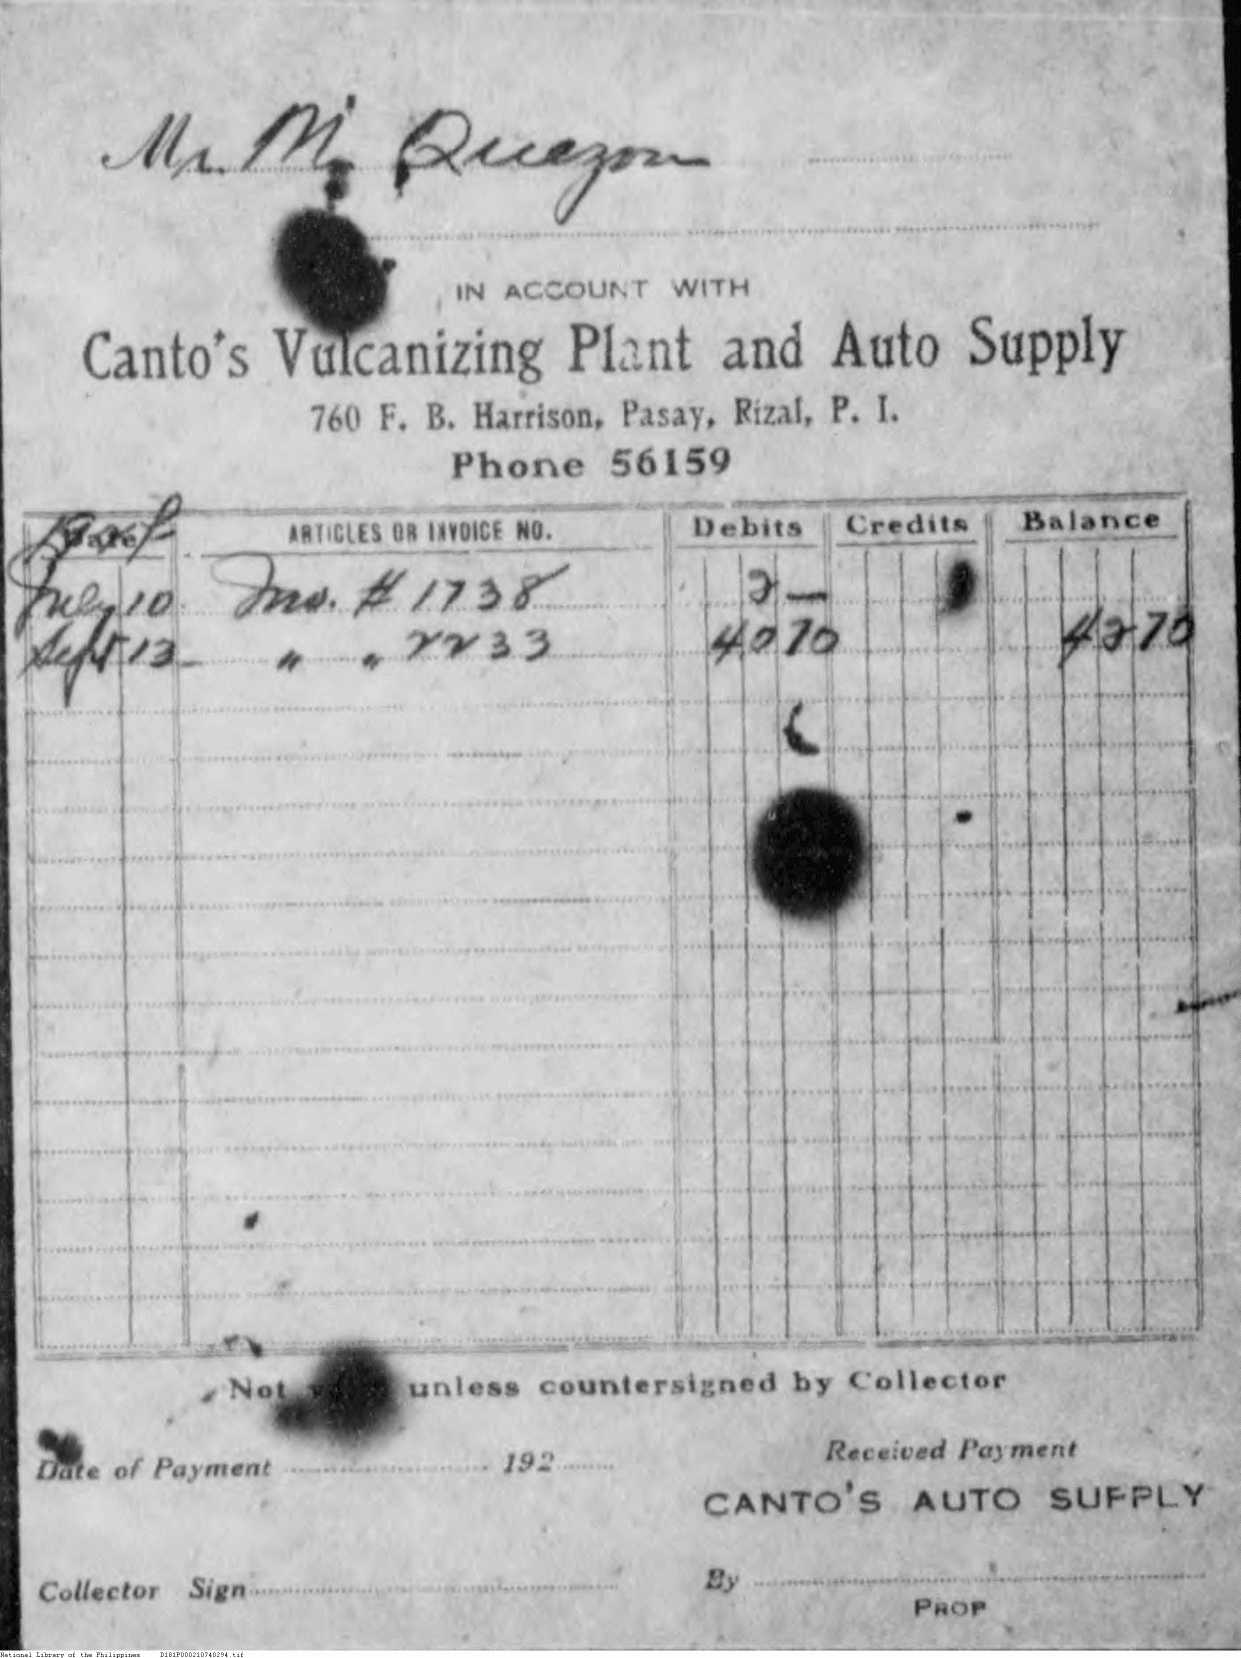 Mr. M. Quezon
IN ACCOUNT WITH
Canto's Vulcanizing Plant and Auto Supply
760 F. B. Harrison, Pasay, Rizal, P. I.
Phone 56159
Date ARTICLES OR INVOICE NO. Debits Credits Balance
July 10 Inv. # 1738 2 —
Sept 13 " " 2233 40 70 42 70
Not unless countersigned by Collector
Date of Payment 192
Received Payment
CANTO'S AUTO SUPPLY
Collector Sign
By
PROP
National Library of the Philippines D181P000210740294.tif